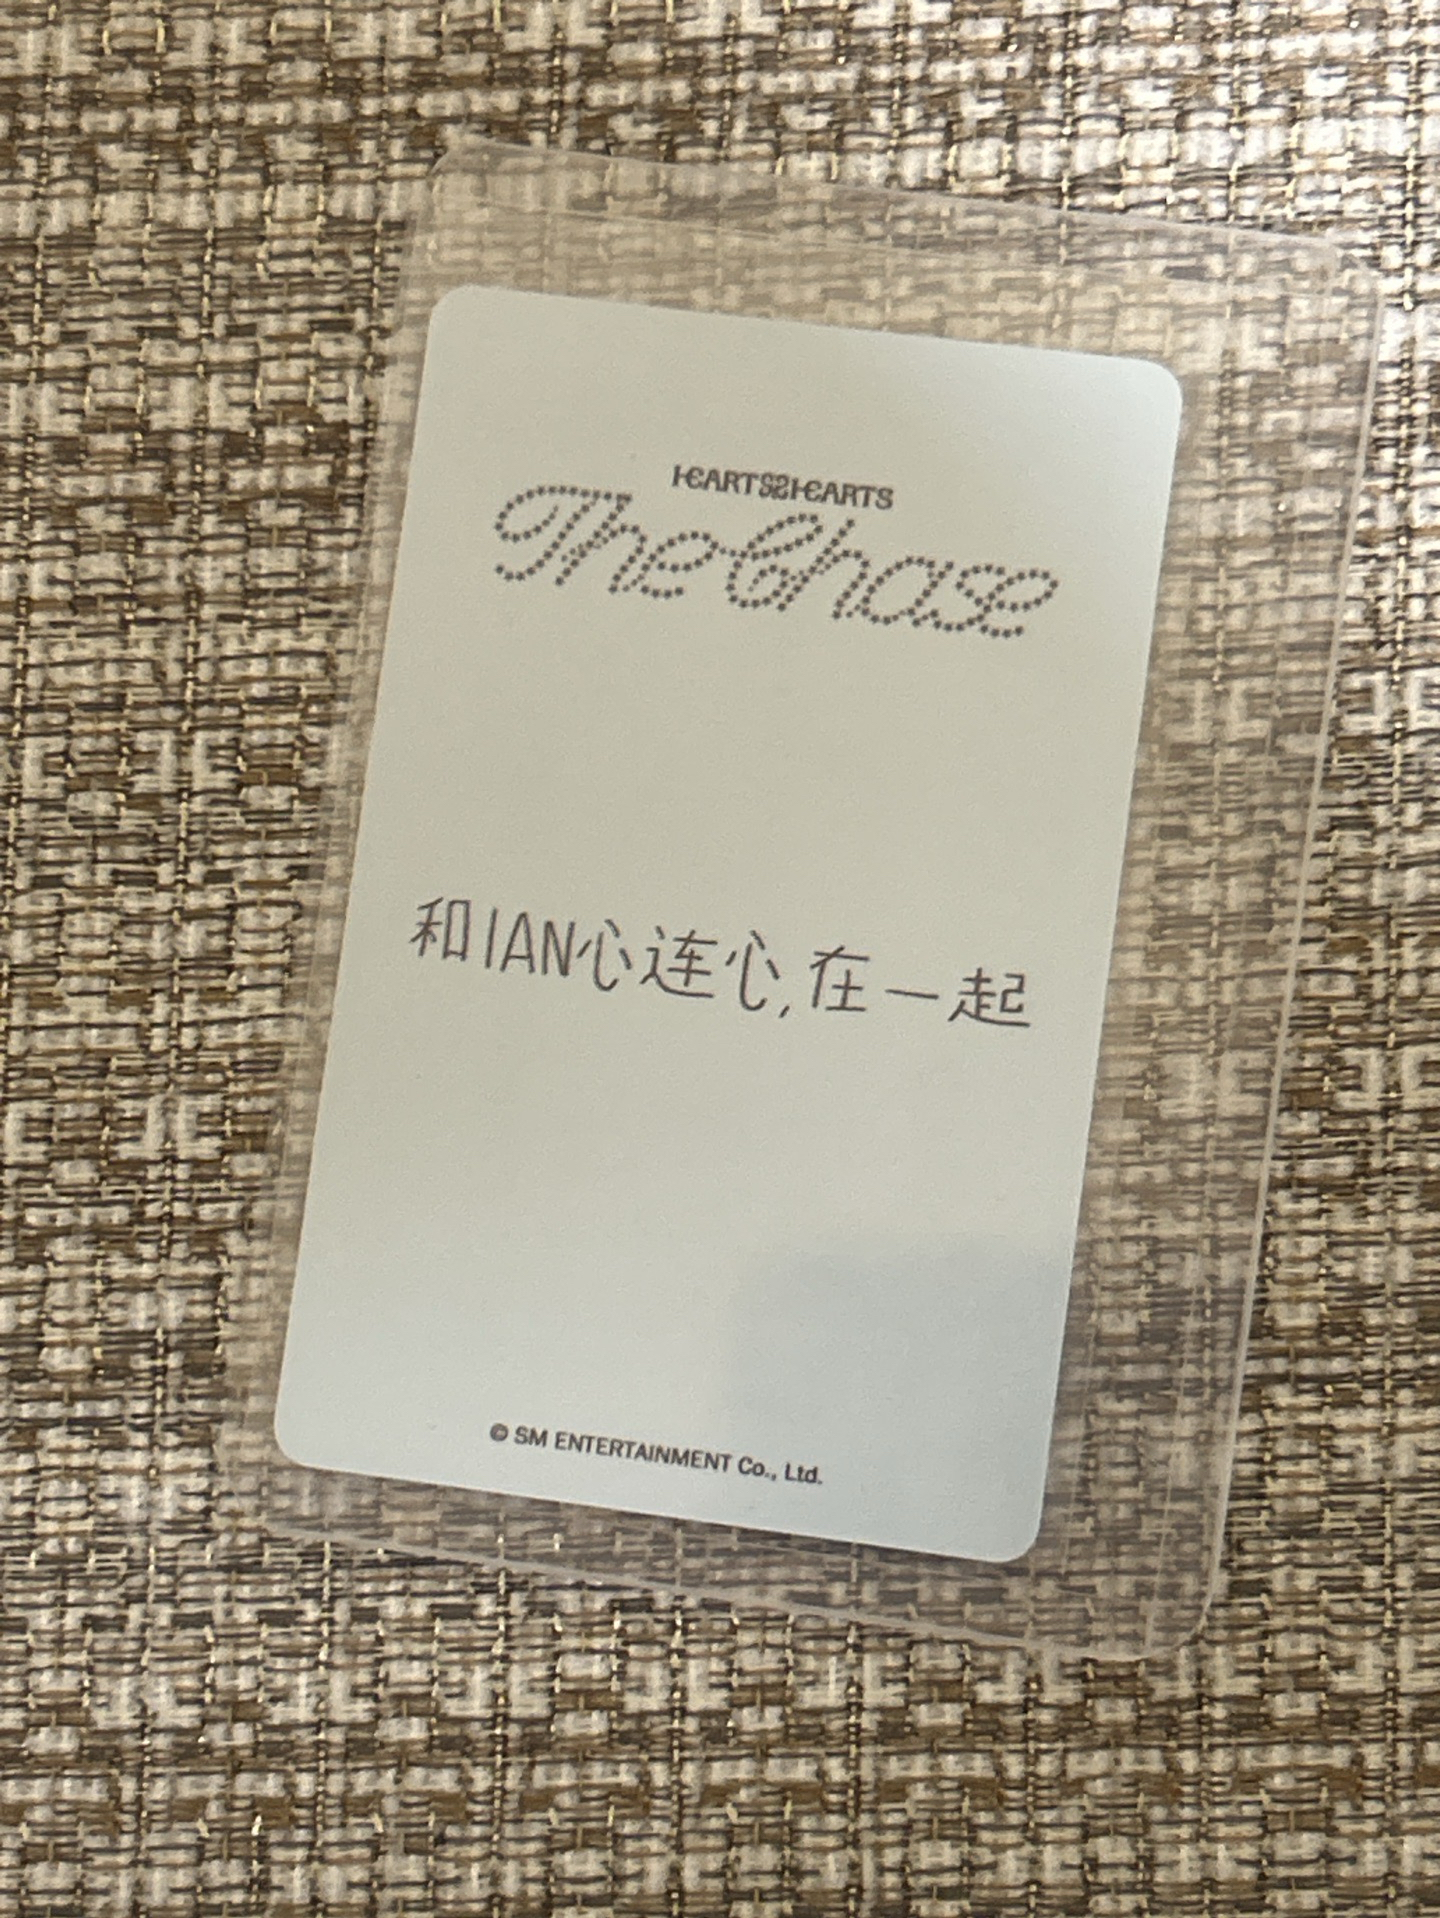 HEARTS2HEARTS
The Chase
和IAN心连心,在一起
© SM ENTERTAINMENT Co., Ltd.